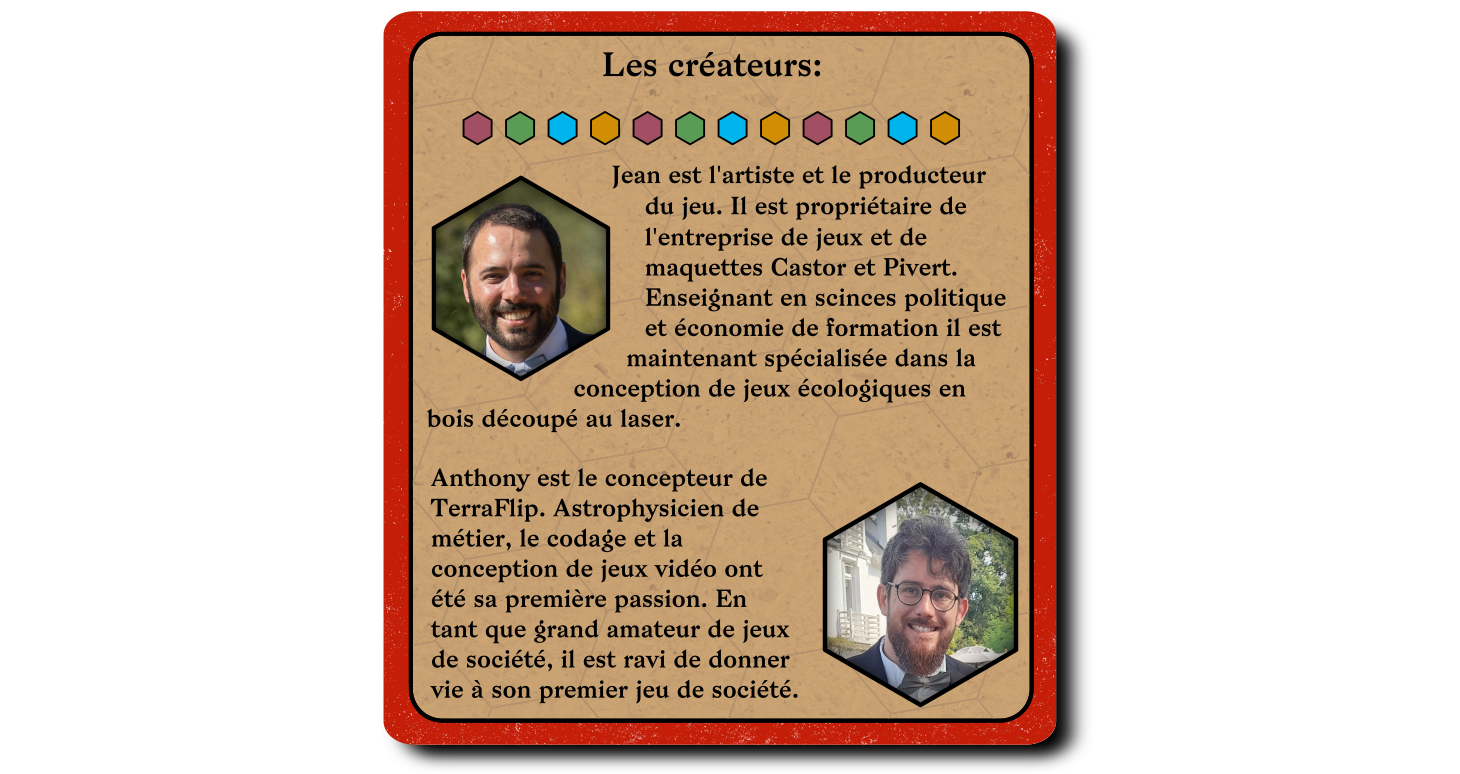 Les créateurs:
Jean est l'artiste et le producteur
du jeu. Il est propriétaire de
l'entreprise de jeux et de
maquettes Castor et Pivert.
Enseignant en scinces politique
et économie de formation il est
maintenant spécialisée dans la
conception de jeux écologiques en
bois découpé au laser.
Anthony est le concepteur de
TerraFlip. Astrophysicien de
métier, le codage et la
conception de jeux vidéo ont
été sa première passion. En
tant que grand amateur de jeux
de société, il est ravi de donner
vie à son premier jeu de société.